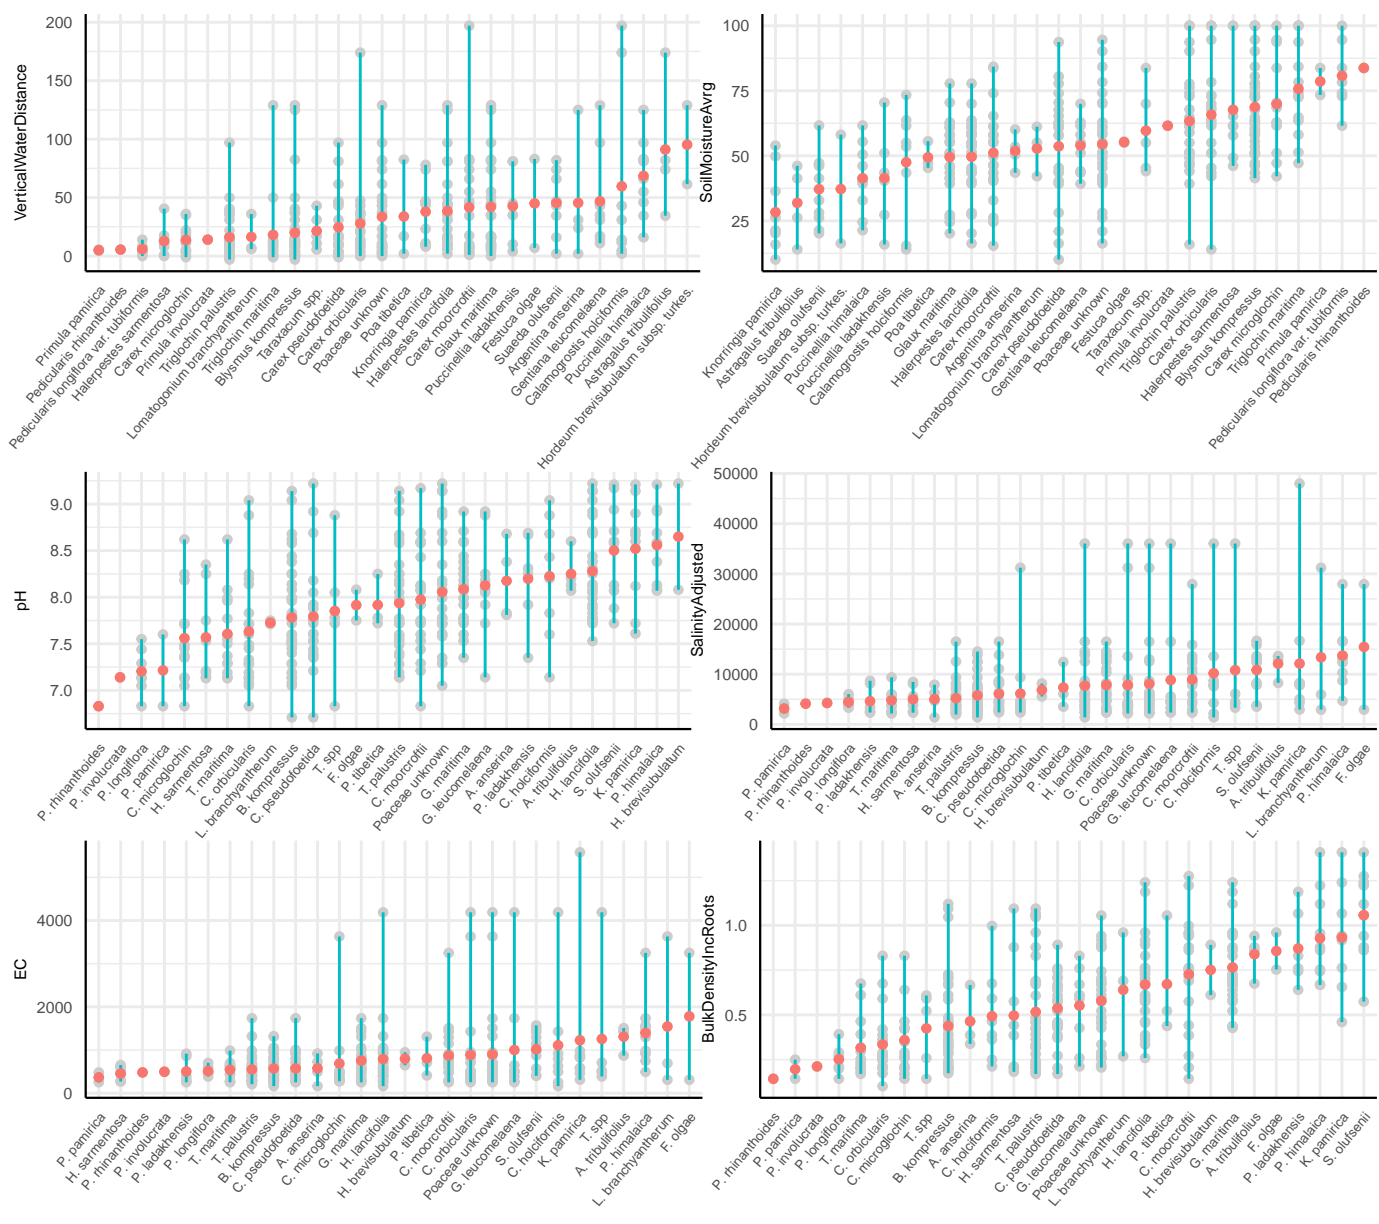 VerticalWaterDistance
200
150
100
50
0
Primula pamirica
Pedicularis rhinanthoides
Pedicularis longiflora var. tubiformis
Halerpestes sarmentosa
Carex microglochin
Primula involucrata
Triglochin palustris
Lomatogonium branchyantherum
Triglochin maritima
Blysmus kompressus
Taraxacum spp.
Carex pseudofoetida
Carex orbicularis
Poaceae unknown
Poa tibetica
Knorringia pamirica
Halerpestes lancifolia
Carex moorcroftii
Glaux maritima
Puccinellia ladakhensis
Festuca olgae
Suaeda olufsenii
Argentina anserina
Gentiana leucomelaena
Calamogrostis holciformis
Puccinellia himalaica
Astragalus tribulifolius
Hordeum brevisubulatum subsp. turkes.
SoilMoistureAvrg
100
75
50
25
Knorringia pamirica
Astragalus tribulifolius
Suaeda olufsenii
Hordeum brevisubulatum subsp. turkes.
Puccinellia himalaica
Puccinellia ladakhensis
Calamogrostis holciformis
Poa tibetica
Glaux maritima
Halerpestes lancifolia
Carex moorcroftii
Argentina anserina
Lomatogonium branchyantherum
Carex pseudofoetida
Gentiana leucomelaena
Poaceae unknown
Festuca olgae
Taraxacum spp.
Primula involucrata
Triglochin palustris
Carex orbicularis
Halerpestes sarmentosa
Blysmus kompressus
Carex microglochin
Triglochin maritima
Primula pamirica
Pedicularis longiflora var. tubiformis
Pedicularis rhinanthoides
pH
9.0
8.5
8.0
7.5
7.0
P. rhinanthoides
P. involucrata
P. longiflora
P. pamirica
C. microglochin
H. sarmentosa
T. maritima
C. orbicularis
L. branchyantherum
B. kompressus
C. pseudofoetida
T. spp
F. olgae
P. tibetica
T. palustris
C. moorcroftii
Poaceae unknown
G. maritima
G. leucomelaena
A. anserina
P. ladakhensis
C. holciformis
A. tribulifolius
H. lancifolia
S. olufsenii
K. pamirica
P. himalaica
H. brevisubulatum
SalinityAdjusted
50000
40000
30000
20000
10000
0
P. pamirica
P. rhinanthoides
P. involucrata
P. longiflora
P. ladakhensis
T. maritima
H. sarmentosa
A. anserina
T. palustris
B. kompressus
C. pseudofoetida
C. microglochin
H. brevisubulatum
P. tibetica
H. lancifolia
G. maritima
C. orbicularis
Poaceae unknown
G. leucomelaena
C. moorcroftii
C. holciformis
T. spp
S. olufsenii
A. tribulifolius
K. pamirica
L. branchyantherum
P. himalaica
F. olgae
EC
4000
2000
0
P. pamirica
H. sarmentosa
P. rhinanthoides
P. involucrata
P. ladakhensis
P. longiflora
T. maritima
T. palustris
B. kompressus
C. pseudofoetida
A. anserina
C. microglochin
G. maritima
H. lancifolia
H. brevisubulatum
P. tibetica
C. moorcroftii
C. orbicularis
Poaceae unknown
G. leucomelaena
S. olufsenii
C. holciformis
K. pamirica
T. spp
A. tribulifolius
P. himalaica
L. branchyantherum
F. olgae
BulkDensityIncRoots
1.0
0.5
P. rhinanthoides
P. pamirica
P. involucrata
P. longiflora
T. maritima
C. orbicularis
C. microglochin
T. spp
B. kompressus
A. anserina
C. holciformis
H. sarmentosa
T. palustris
C. pseudofoetida
G. leucomelaena
Poaceae unknown
L. branchyantherum
H. lancifolia
P. tibetica
C. moorcroftii
H. brevisubulatum
G. maritima
A. tribulifolius
F. olgae
P. ladakhensis
P. himalaica
K. pamirica
S. olufsenii